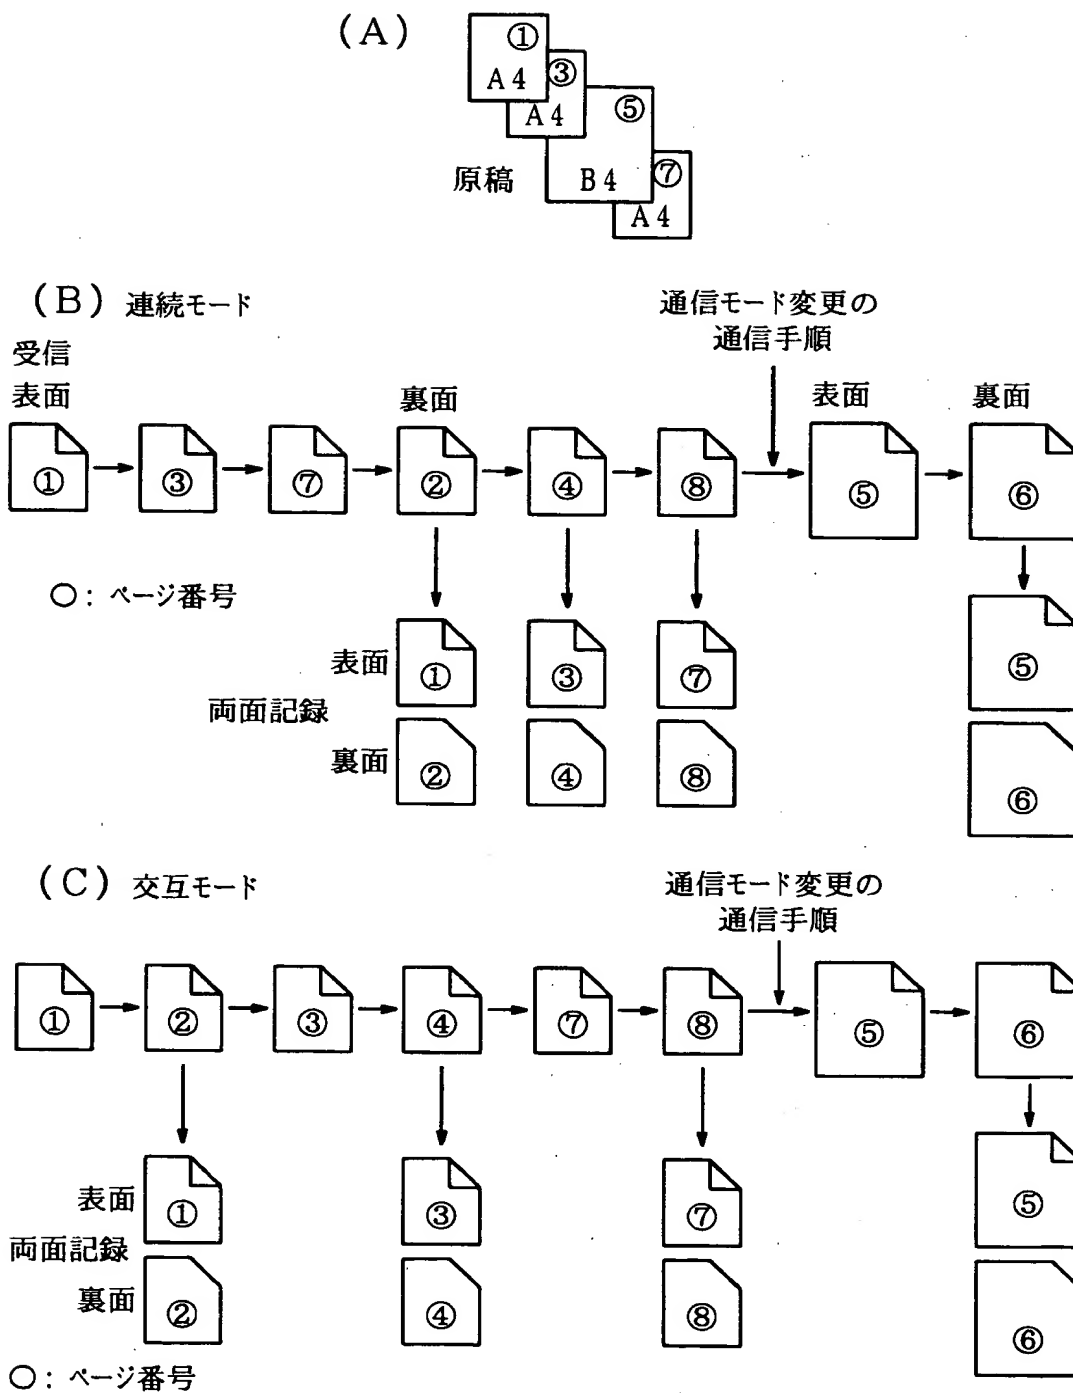 (A)
①
A4
③
A4
⑤
B4
⑦
A4
原稿
(B) 連続モード
通信モード変更の
通信手順
受信
表面
裏面
表面
裏面
① ③ ⑦ ② ④ ⑧ ⑤ ⑥
○: ページ番号
表面
① ③ ⑦ ⑤
両面記録
裏面
② ④ ⑧ ⑥
(C) 交互モード
通信モード変更の
通信手順
① ② ③ ④ ⑦ ⑧ ⑤ ⑥
表面
① ③ ⑦ ⑤
両面記録
裏面
② ④ ⑧ ⑥
○: ページ番号